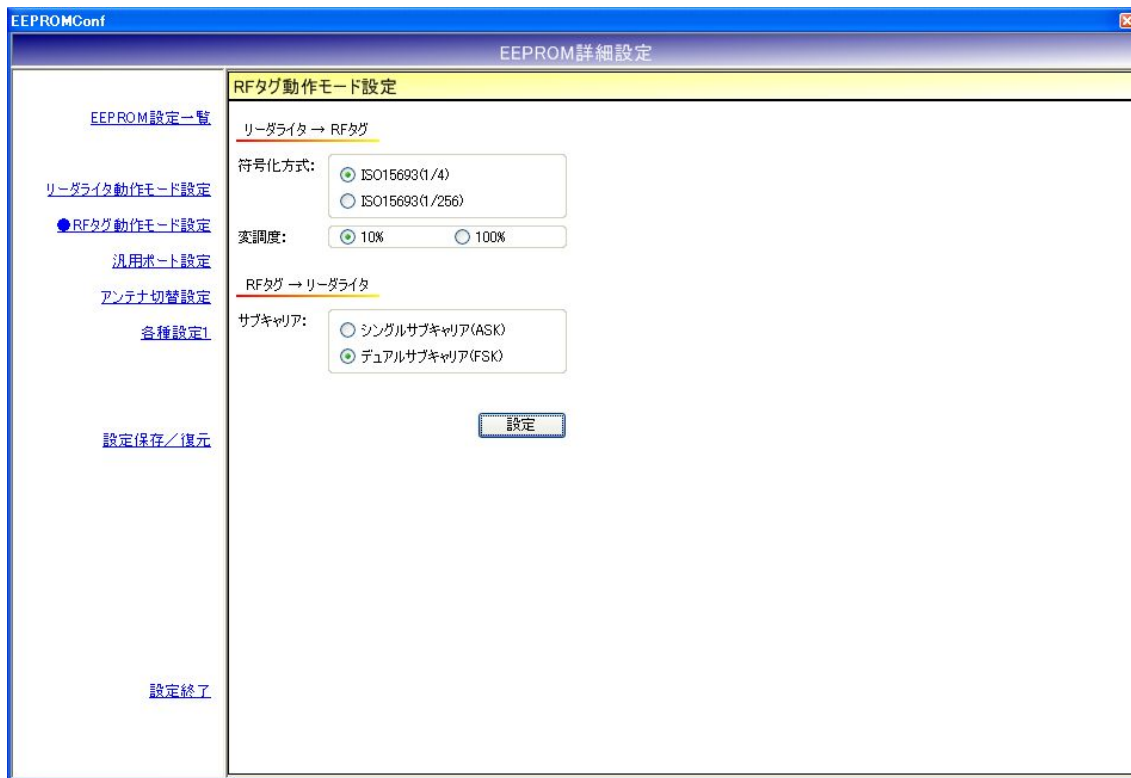 EEPROMConf
EEPROM詳細設定
EEPROM設定一覧
リーダライタ動作モード設定
●RFタグ動作モード設定
汎用ポート設定
アンテナ切替設定
各種設定1
設定保存／復元
設定終了
RFタグ動作モード設定
リーダライタ → RFタグ
符号化方式:
ISO15693(1/4)
ISO15693(1/256)
変調度:
10% 100%
RFタグ → リーダライタ
サブキャリア:
シングルサブキャリア(ASK)
デュアルサブキャリア(FSK)
設定